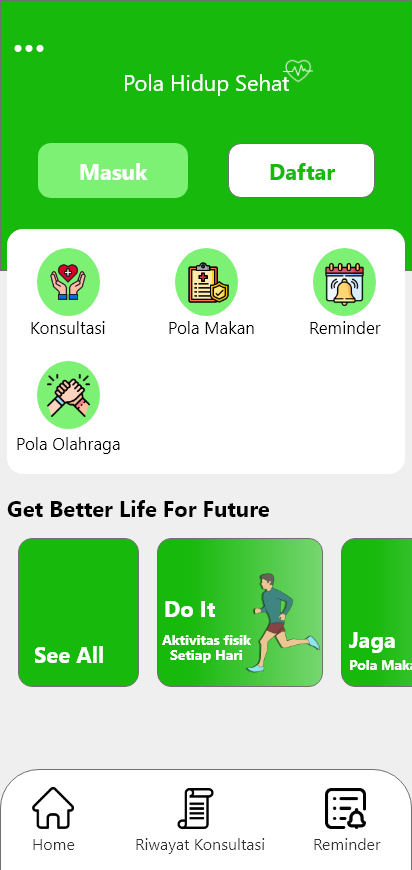 Pola Hidup Sehat
Masuk
Daftar
Konsultasi
Pola Makan
Reminder
Pola Olahraga
Get Better Life For Future
See All
Do It
Aktivitas fisik
Setiap Hari
Jaga
Pola Maka
Home
Riwayat Konsultasi
Reminder